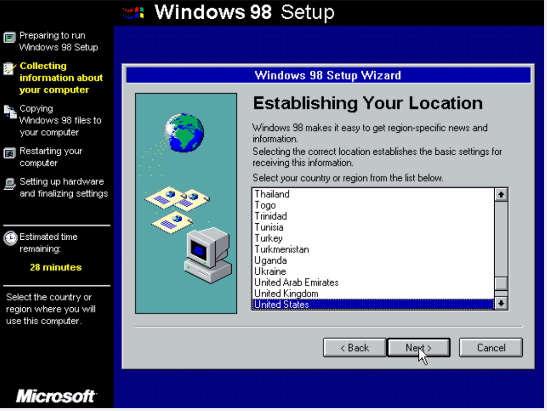 Windows 98 Setup
Preparing to run
Windows 98 Setup
Collecting
information about
your computer
Copying
Windows 98 files to
your computer
Restarting your
computer
Setting up hardware
and finalizing settings
Estimated time
remaining:
28 minutes
Select the country or
region where you will
use this computer.
Microsoft
Windows 98 Setup Wizard
Establishing Your Location
Windows 98 makes it easy to get region-specific news and
information.
Selecting the correct location establishes the basic settings for
receiving this information.
Select your country or region from the list below.
Thailand
Togo
Trinidad
Tunisia
Turkey
Turkmenistan
Uganda
Ukraine
United Arab Emirates
United Kingdom
United States
< Back
Next >
Cancel